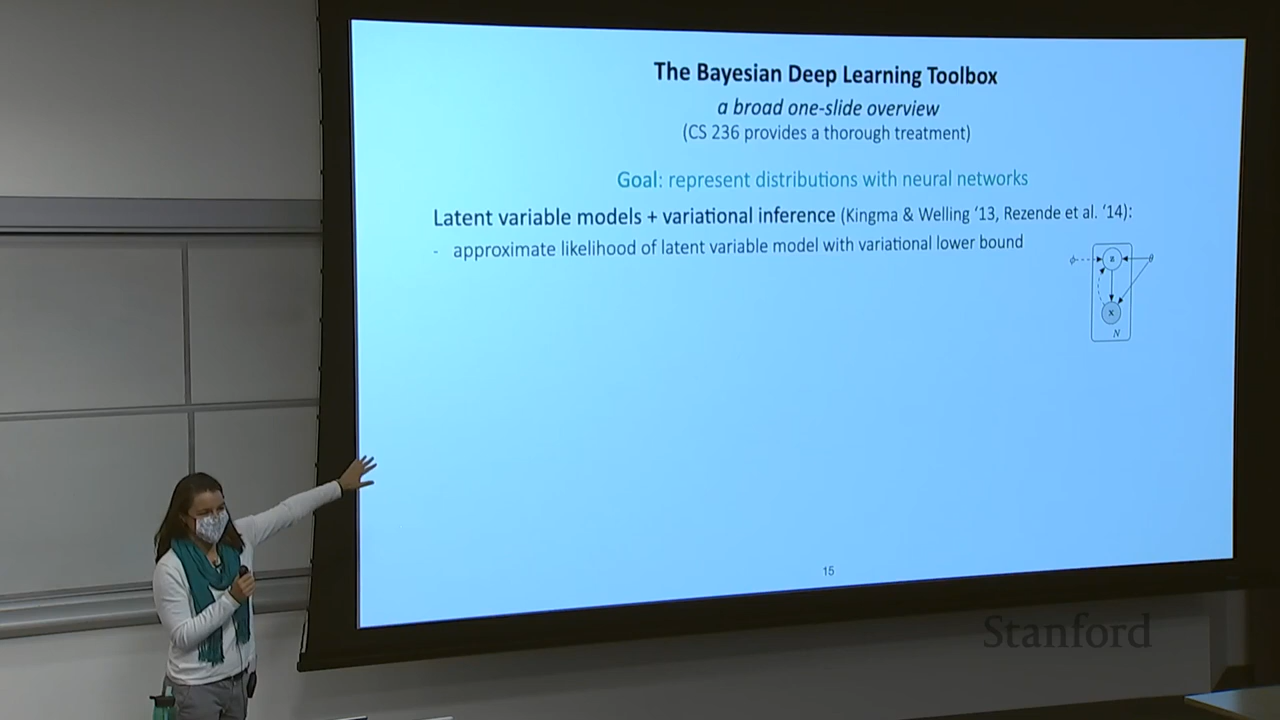 The Bayesian Deep Learning Toolbox
a broad one-slide overview
(CS 236 provides a thorough treatment)
Goal: represent distributions with neural networks
Latent variable models + variational inference (Kingma & Welling ‘13, Rezende et al. ‘14):
- approximate likelihood of latent variable model with variational lower bound
ϕ z θ
x
N
15
Stanford